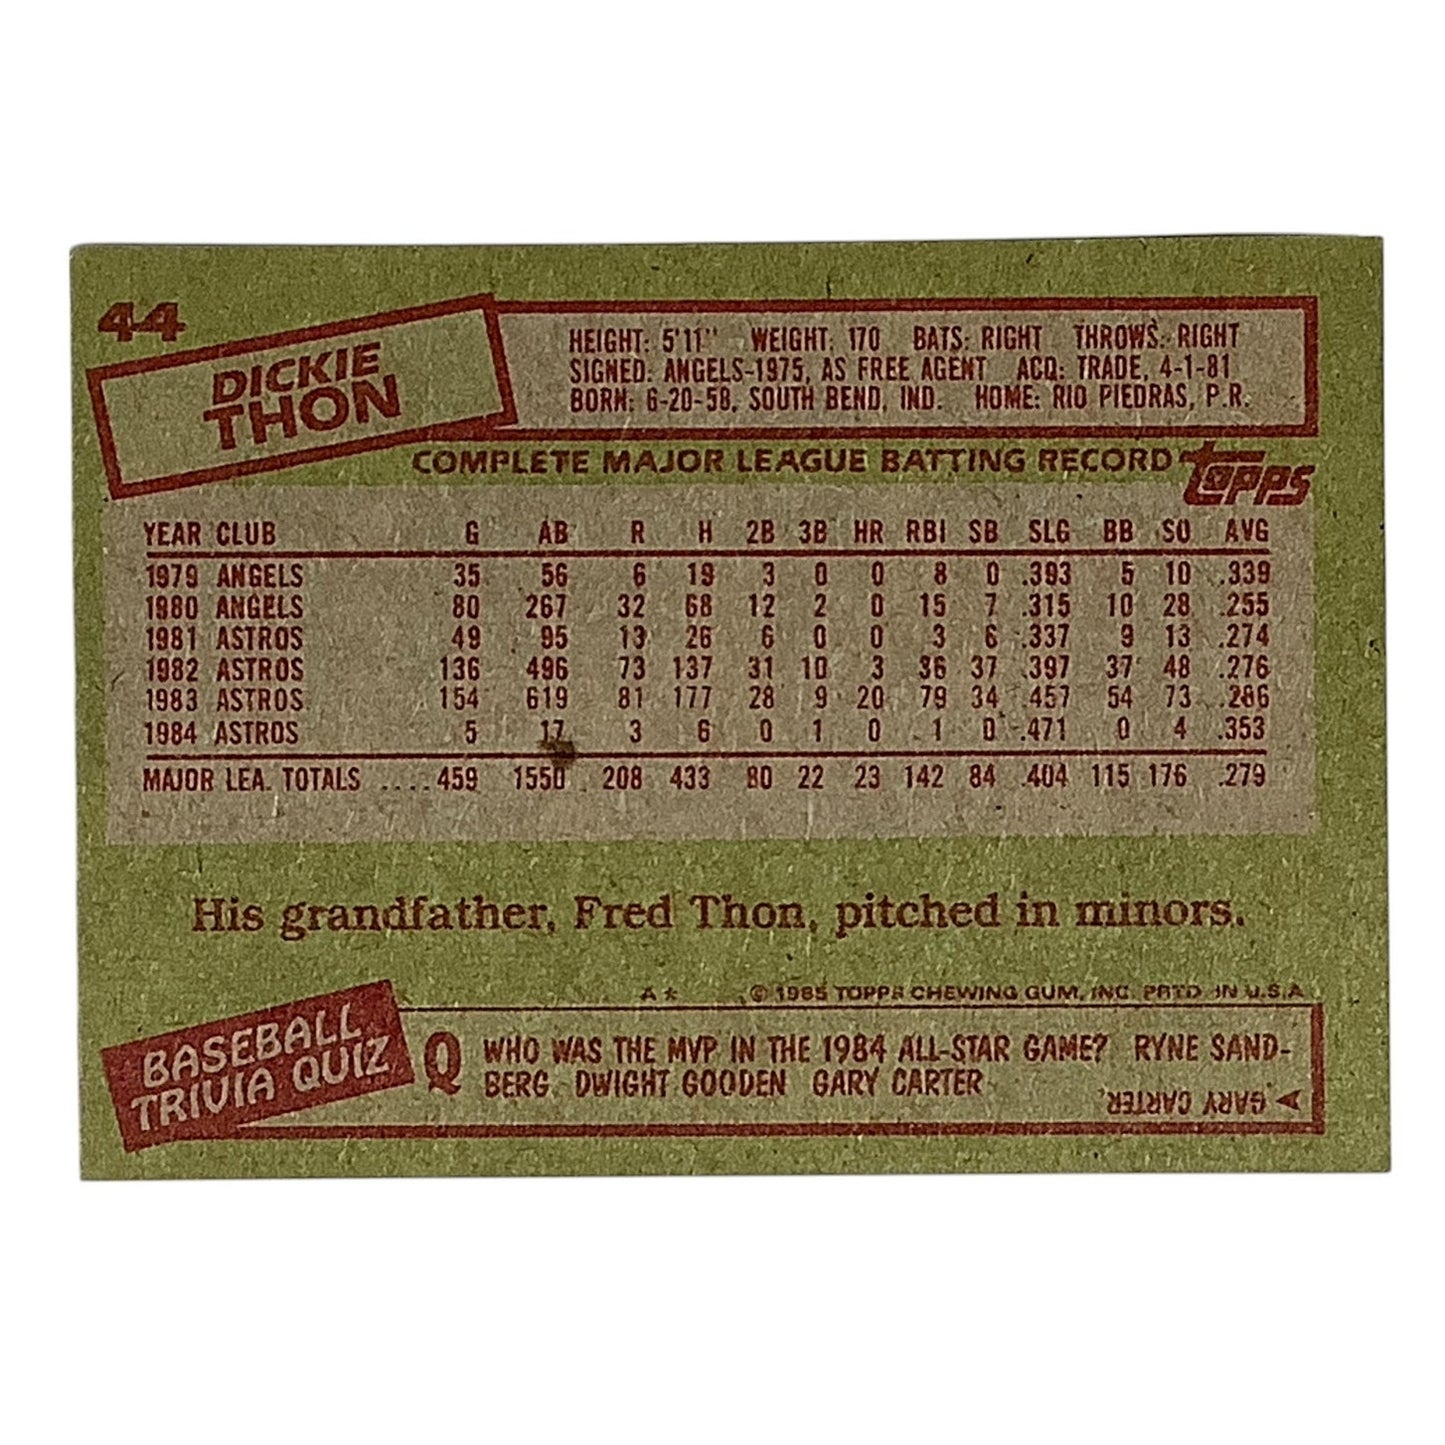 44
DICKIE
THON
HEIGHT: 5'11" WEIGHT: 170 BATS: RIGHT THROWS: RIGHT
SIGNED: ANGELS-1975, AS FREE AGENT ACQ: TRADE, 4-1-81
BORN: 6-20-58, SOUTH BEND, IND. HOME: RIO PIEDRAS, P.R.
COMPLETE MAJOR LEAGUE BATTING RECORD topps
YEAR CLUB G AB R H 2B 3B HR RBI SB SLG BB SO AVG
1979 ANGELS 35 56 6 19 3 0 0 8 0 .393 5 10 .339
1980 ANGELS 80 267 32 68 12 2 0 15 7 .315 10 28 .255
1981 ASTROS 49 95 13 26 6 0 0 3 6 .337 9 13 .274
1982 ASTROS 136 496 73 137 31 10 3 36 37 .397 37 48 .276
1983 ASTROS 154 619 81 177 28 9 20 79 34 .457 54 73 .286
1984 ASTROS 5 17 3 6 0 1 0 1 0 .471 0 4 .353
MAJOR LEA. TOTALS .... 459 1550 208 433 80 22 23 142 84 .404 115 176 .279
His grandfather, Fred Thon, pitched in minors.
A* © 1985 TOPPS CHEWING GUM, INC. PRTD. IN U.S.A.
BASEBALL
TRIVIA QUIZ
Q WHO WAS THE MVP IN THE 1984 ALL-STAR GAME? RYNE SAND-
BERG. DWIGHT GOODEN GARY CARTER
A. GARY CARTER